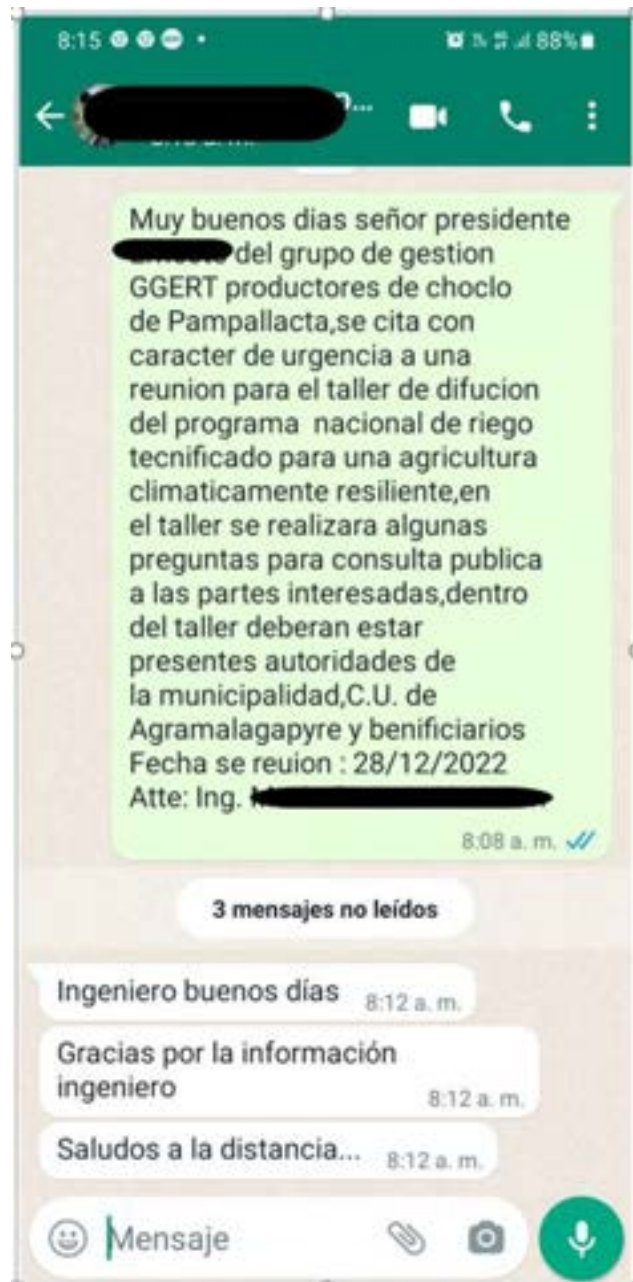 8:15
88%
Muy buenos dias señor presidente
del grupo de gestion
GGERT productores de choclo
de Pampallacta,se cita con
caracter de urgencia a una
reunion para el taller de difucion
del programa nacional de riego
tecnificado para una agricultura
climaticamente resiliente,en
el taller se realizara algunas
preguntas para consulta publica
a las partes interesadas,dentro
del taller deberan estar
presentes autoridades de
la municipalidad,C.U. de
Agramalagapyre y benificiarios
Fecha se reuion : 28/12/2022
Atte: Ing.
8:08 a. m.
3 mensajes no leídos
Ingeniero buenos días 8:12 a. m.
Gracias por la información
ingeniero
8:12 a. m.
Saludos a la distancia... 8:12 a. m.
Mensaje